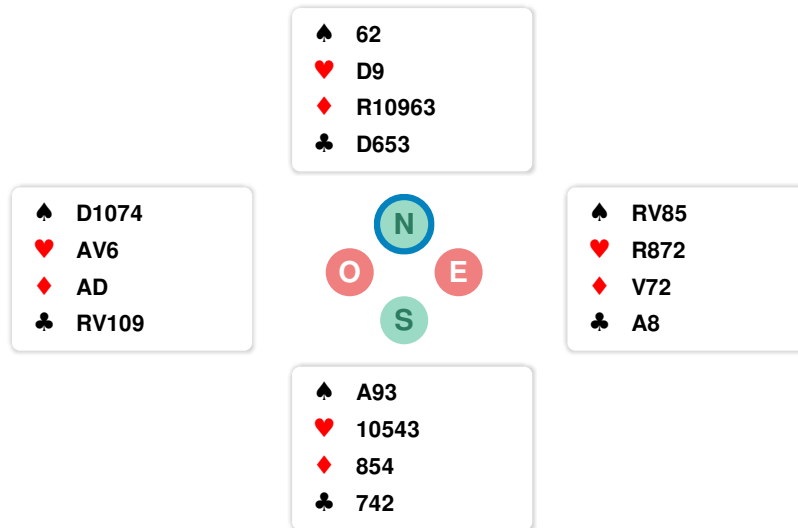 ♠ 62
♥ D9
♦ R10963
♣ D653
♠ D1074
♥ AV6
♦ AD
♣ RV109
N
O
E
S
♠ RV85
♥ R872
♦ V72
♣ A8
♠ A93
♥ 10543
♦ 854
♣ 742